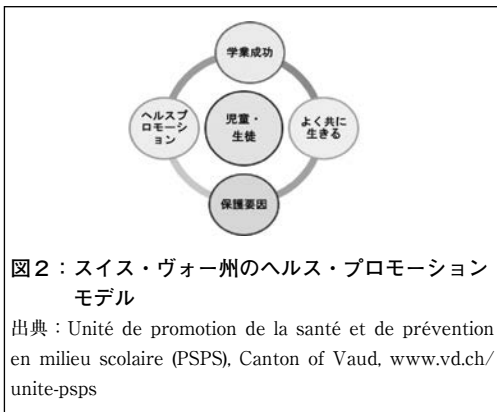 学業成功
ヘルスプ
ロモーシ
ョン
児童・
生徒
よく共に
生きる
保護要因
図2：スイス・ヴォー州のヘルス・プロモーション
モデル
出典：Unité de promotion de la santé et de prévention
en milieu scolaire (PSPS), Canton of Vaud, www.vd.ch/
unite-psps